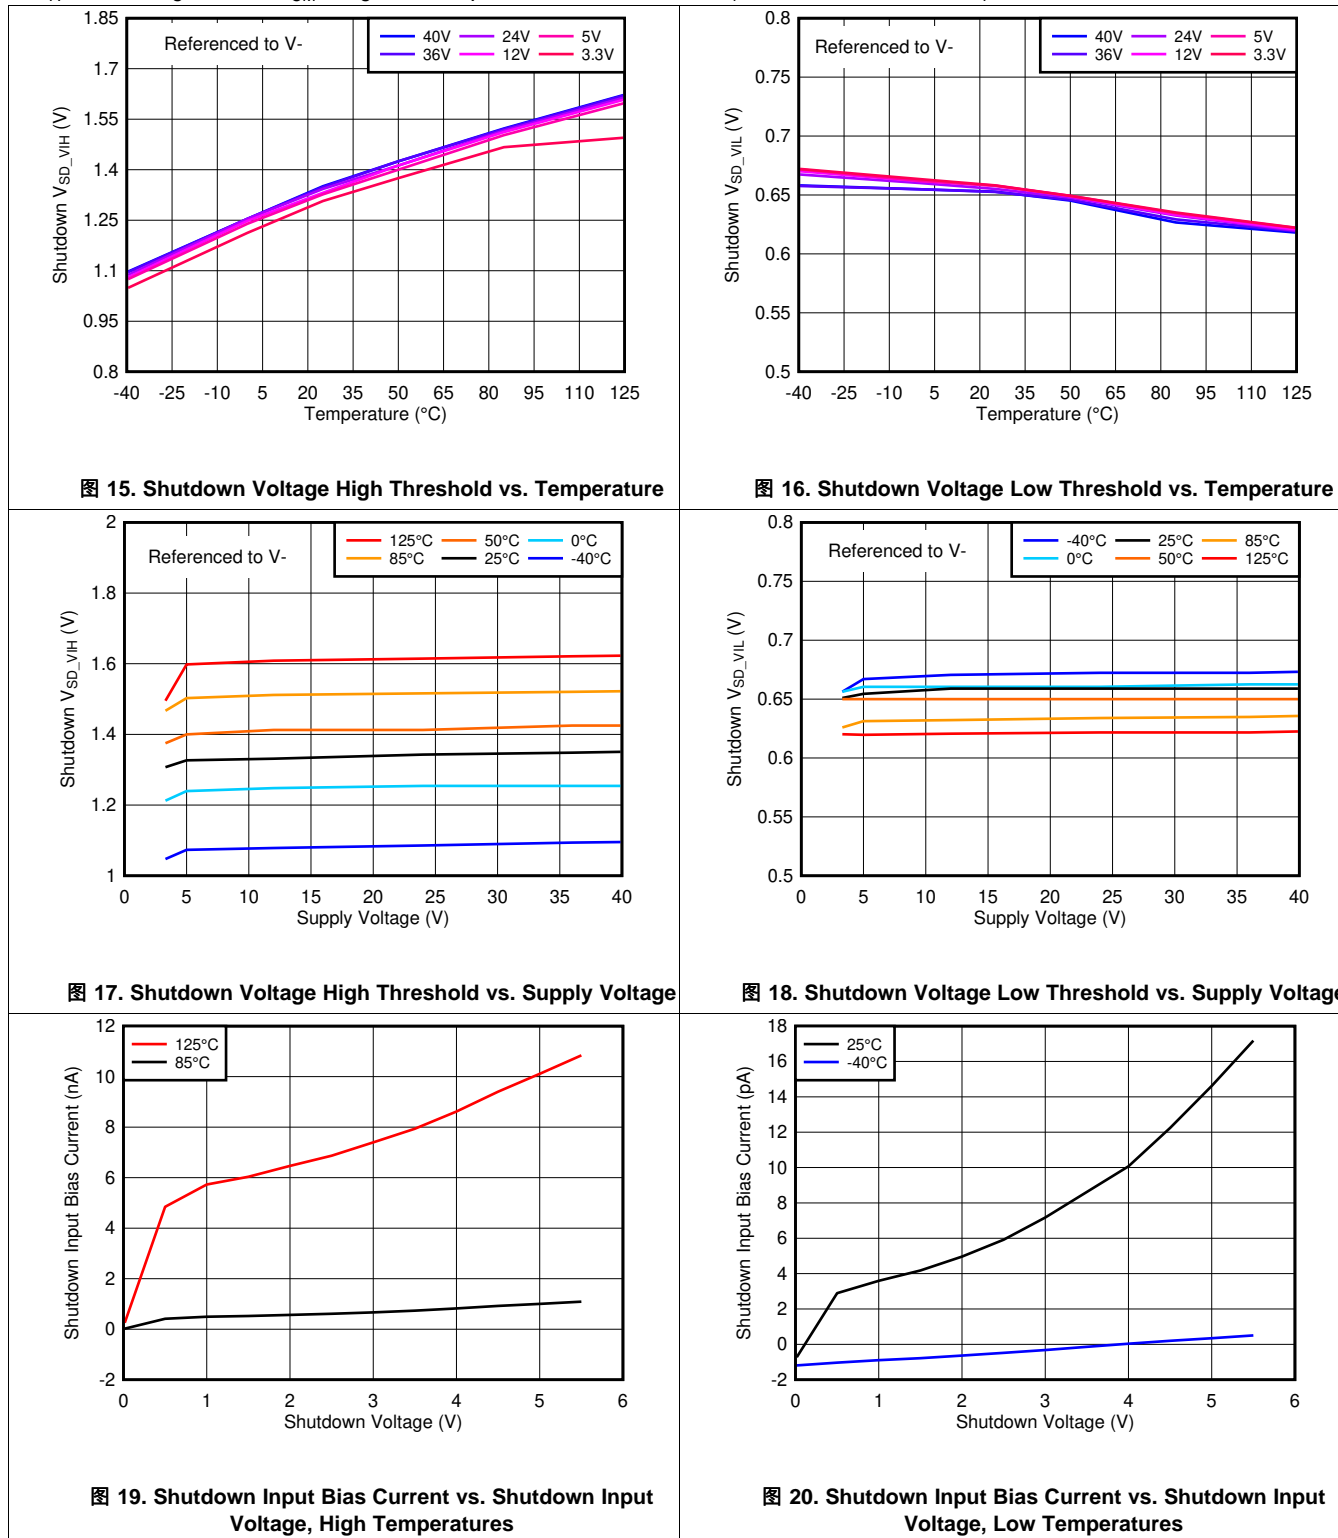 1.85
1.7
1.55
1.4
1.25
1.1
0.95
0.8
Shutdown VSD_VIH (V)
Referenced to V-
40V 24V 5V
36V 12V 3.3V
-40 -25 -10 5 20 35 50 65 80 95 110 125
Temperature (°C)
图 15. Shutdown Voltage High Threshold vs. Temperature
0.8
0.75
0.7
0.65
0.6
0.55
0.5
Shutdown VSD_VIL (V)
Referenced to V-
40V 24V 5V
36V 12V 3.3V
-40 -25 -10 5 20 35 50 65 80 95 110 125
Temperature (°C)
图 16. Shutdown Voltage Low Threshold vs. Temperature
2
1.8
1.6
1.4
1.2
1
Shutdown VSD_VIH (V)
Referenced to V-
125°C 50°C 0°C
85°C 25°C -40°C
0 5 10 15 20 25 30 35 40
Supply Voltage (V)
图 17. Shutdown Voltage High Threshold vs. Supply Voltage
0.8
0.75
0.7
0.65
0.6
0.55
0.5
Shutdown VSD_VIL (V)
Referenced to V-
-40°C 25°C 85°C
0°C 50°C 125°C
0 5 10 15 20 25 30 35 40
Supply Voltage (V)
图 18. Shutdown Voltage Low Threshold vs. Supply Voltage
12
10
8
6
4
2
0
-2
Shutdown Input Bias Current (nA)
125°C
85°C
0 1 2 3 4 5 6
Shutdown Voltage (V)
图 19. Shutdown Input Bias Current vs. Shutdown Input
Voltage, High Temperatures
18
16
14
12
10
8
6
4
2
0
-2
Shutdown Input Bias Current (pA)
25°C
-40°C
0 1 2 3 4 5 6
Shutdown Voltage (V)
图 20. Shutdown Input Bias Current vs. Shutdown Input
Voltage, Low Temperatures